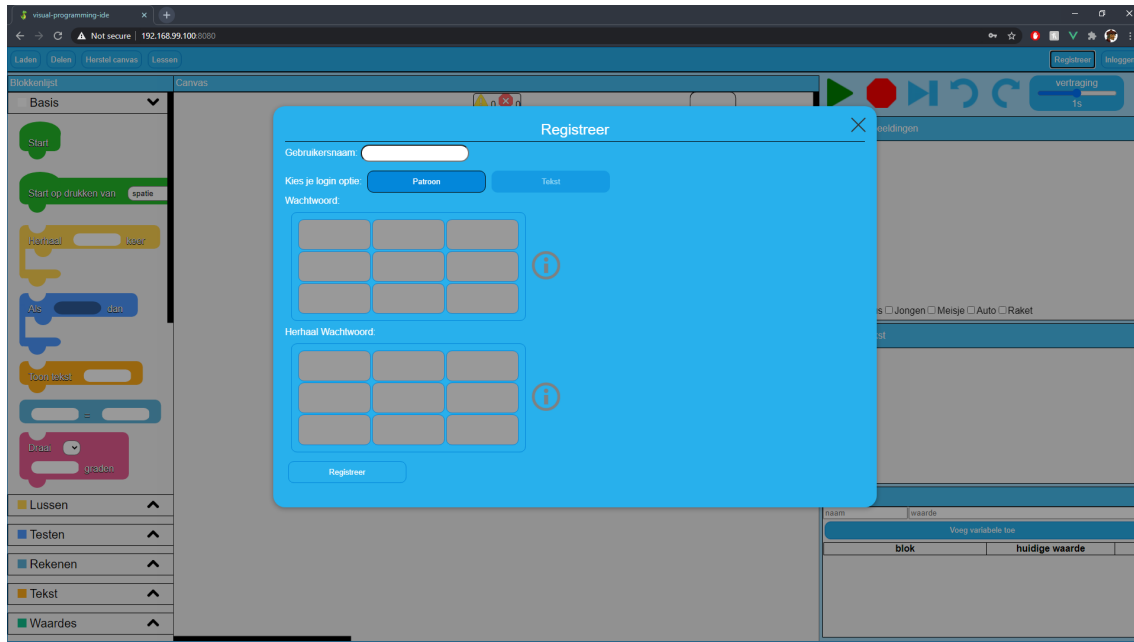 visual-programming-ide
Not secure 192.168.99.100:8080
Laden Delen Herstel canvas Lessen Registreer Inloggen
Blokkenlijst Canvas
Basis
vertraging
1s
Registreer
eeldingen
Gebruikersnaam:
Start
Kies je login optie: Patroon Tekst
Start op drukken van spatie
Wachtwoord:
Herhaal keer
Als dan
s Jongen Meisje Auto Raket
Herhaal Wachtwoord:
st
Toon tekst
=
Draai
graden
Registreer
Lussen
naam waarde
Testen
Voeg variabele toe
blok huidige waarde
Rekenen
Tekst
Waardes